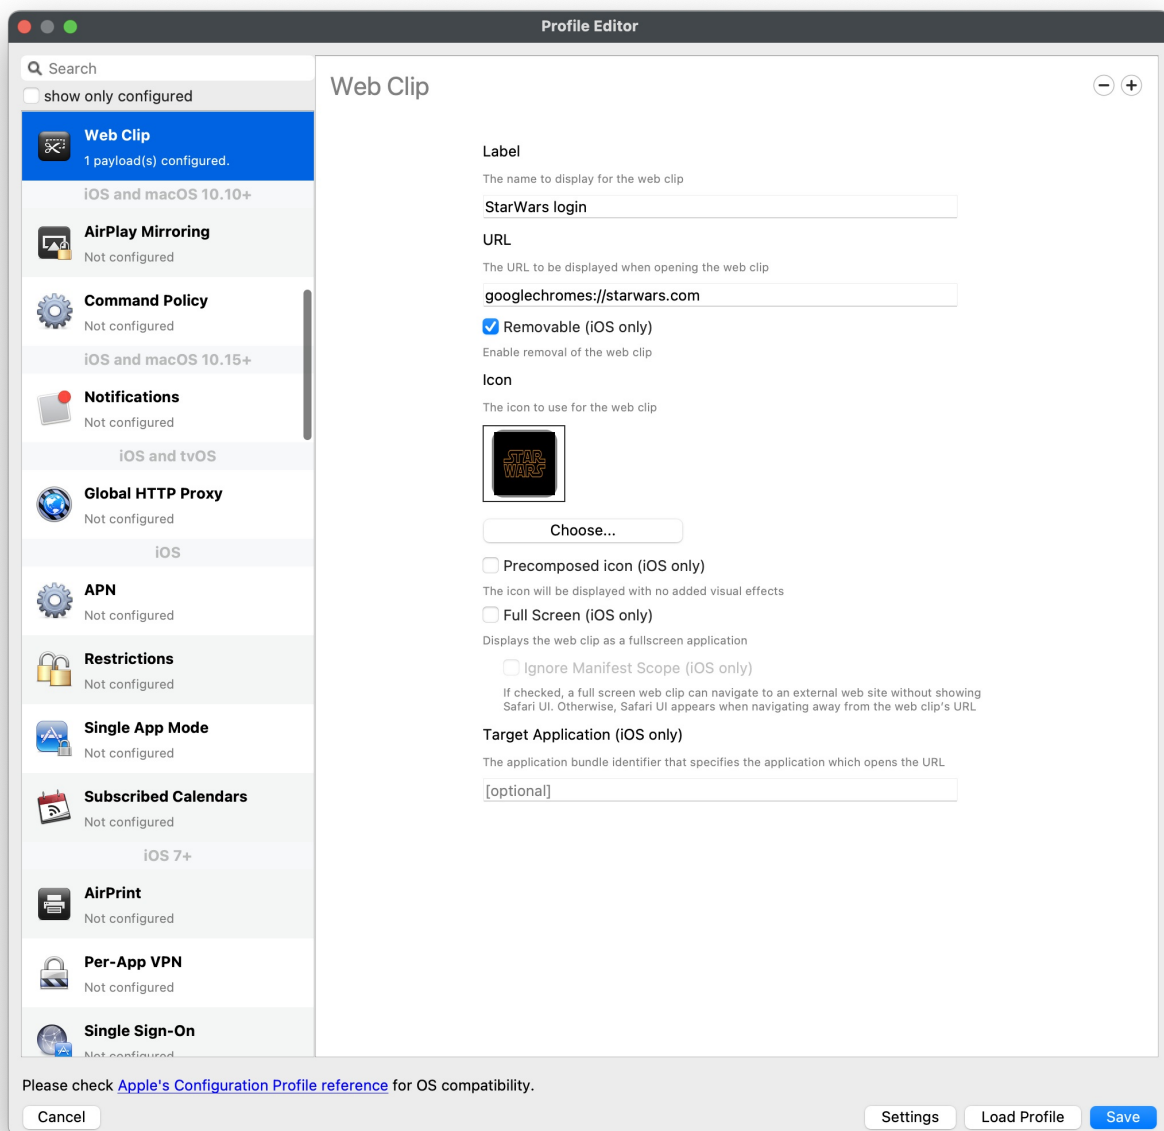 Profile Editor
Search
show only configured
Web Clip
1 payload(s) configured.
iOS and macOS 10.10+
AirPlay Mirroring
Not configured
Command Policy
Not configured
iOS and macOS 10.15+
Notifications
Not configured
iOS and tvOS
Global HTTP Proxy
Not configured
iOS
APN
Not configured
Restrictions
Not configured
Single App Mode
Not configured
Subscribed Calendars
Not configured
iOS 7+
AirPrint
Not configured
Per-App VPN
Not configured
Single Sign-On
Not configured
Web Clip
Label
The name to display for the web clip
StarWars login
URL
The URL to be displayed when opening the web clip
googlechromes://starwars.com
Removable (iOS only)
Enable removal of the web clip
Icon
The icon to use for the web clip
STAR
WARS
Choose...
Precomposed icon (iOS only)
The icon will be displayed with no added visual effects
Full Screen (iOS only)
Displays the web clip as a fullscreen application
Ignore Manifest Scope (iOS only)
If checked, a full screen web clip can navigate to an external web site without showing
Safari UI. Otherwise, Safari UI appears when navigating away from the web clip's URL
Target Application (iOS only)
The application bundle identifier that specifies the application which opens the URL
[optional]
Please check Apple's Configuration Profile reference for OS compatibility.
Cancel
Settings
Load Profile
Save